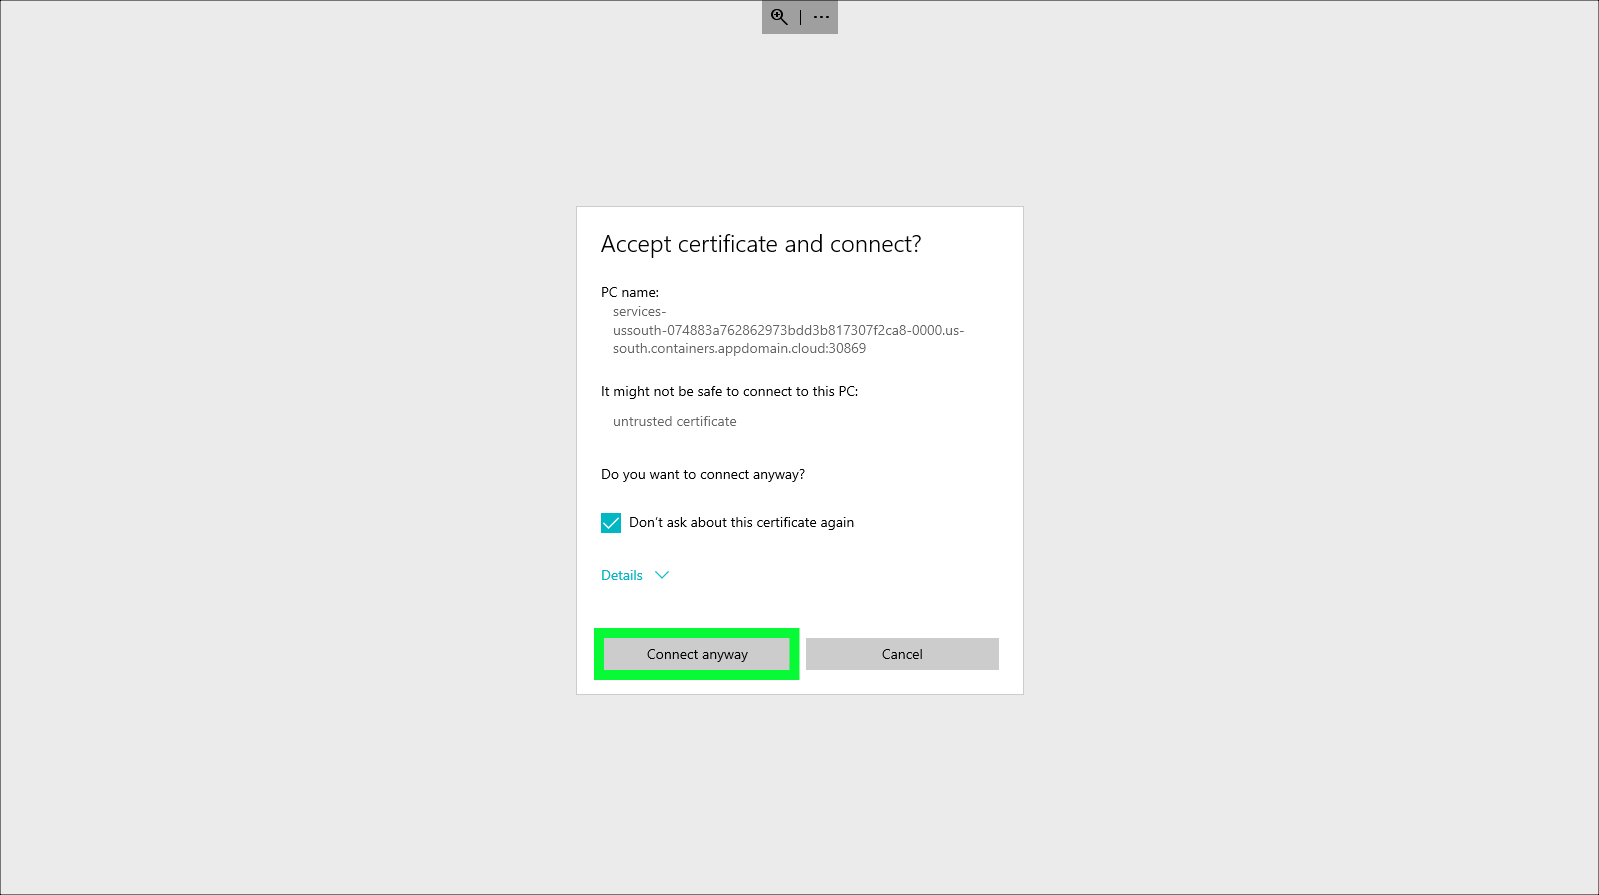 Accept certificate and connect?
PC name:
services-
ussouth-074883a762862973bdd3b817307f2ca8-0000.us-
south.containers.appdomain.cloud:30869
It might not be safe to connect to this PC:
untrusted certificate
Do you want to connect anyway?
Don't ask about this certificate again
Details
Connect anyway
Cancel